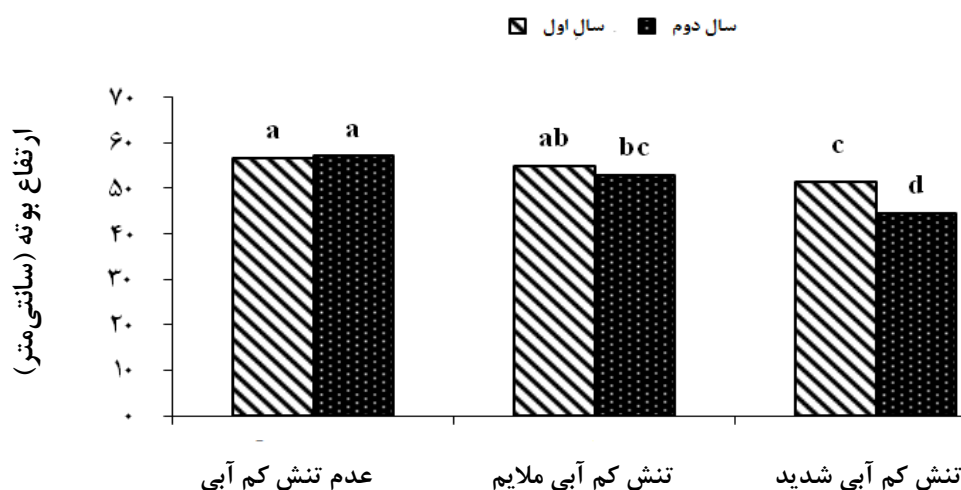 سال اول سال دوم
ارتفاع بوته (سانتی‌متر)
۷۰
۶۰
۵۰
۴۰
۳۰
۲۰
۱۰
۰
a a ab bc c d
عدم تنش کم آبی تنش کم آبی ملایم تنش کم آبی شدید